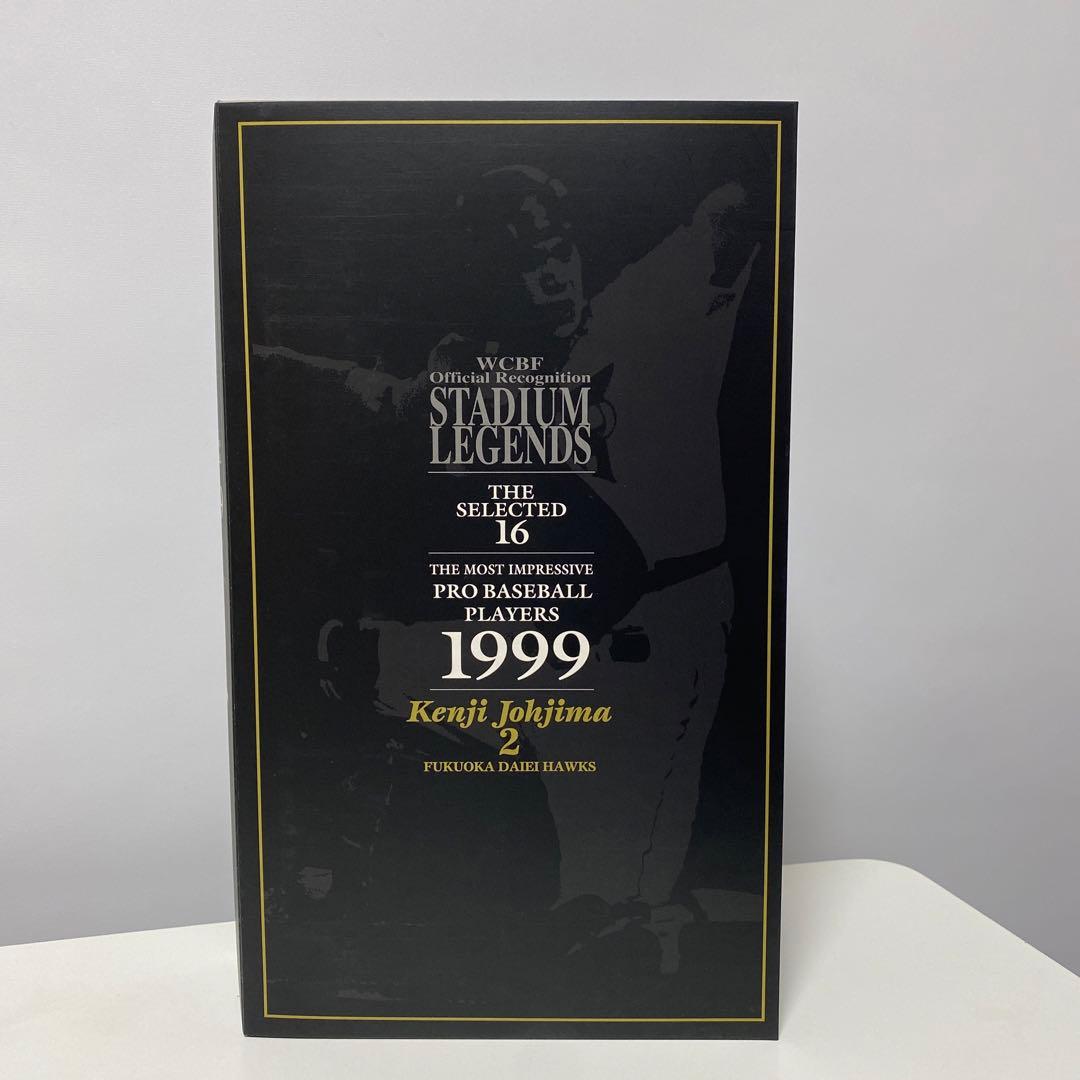 WCBF
Official Recognition
STADIUM
LEGENDS
THE
SELECTED
16
THE MOST IMPRESSIVE
PRO BASEBALL
PLAYERS
1999
Kenji Johjima
2
FUKUOKA DAIEI HAWKS